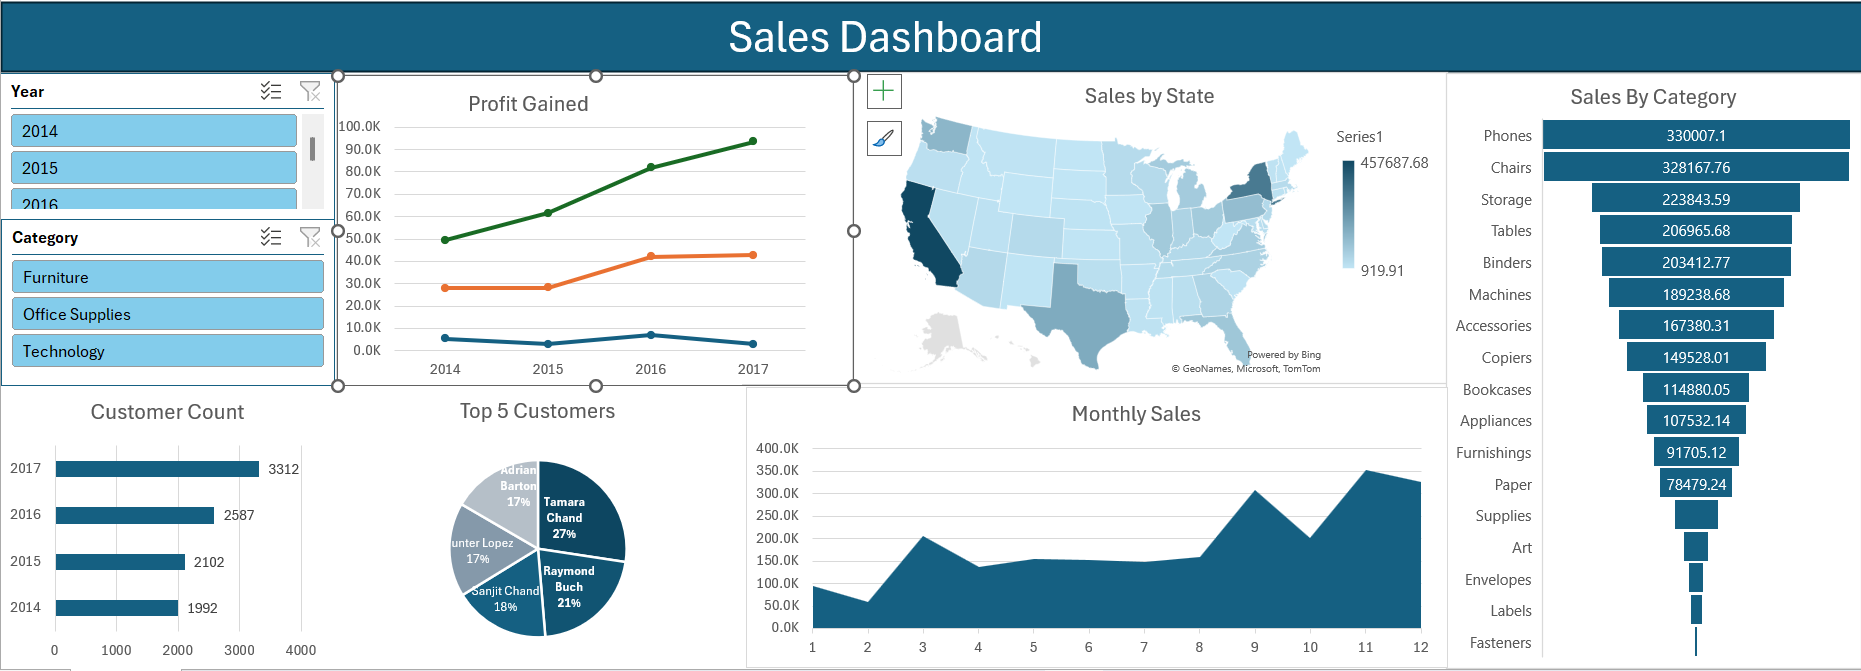 Sales Dashboard
Year
2014
2015
2016
Category
Furniture
Office Supplies
Technology
Profit Gained
100.0K
90.0K
80.0K
70.0K
60.0K
50.0K
40.0K
30.0K
20.0K
10.0K
0.0K
2014 2015 2016 2017
Sales by State
Series1
457687.68
919.91
Powered by Bing
© GeoNames, Microsoft, TomTom
Sales By Category
Phones 330007.1
Chairs 328167.76
Storage 223843.59
Tables 206965.68
Binders 203412.77
Machines 189238.68
Accessories 167380.31
Copiers 149528.01
Bookcases 114880.05
Appliances 107532.14
Furnishings 91705.12
Paper 78479.24
Supplies
Art
Envelopes
Labels
Fasteners
Customer Count
2017 3312
2016 2587
2015 2102
2014 1992
0 1000 2000 3000 4000
Top 5 Customers
Adrian
Barton
17%
Tamara
Chand
27%
unter Lopez
17%
Sanjit Chand
18%
Raymond
Buch
21%
Monthly Sales
400.0K
350.0K
300.0K
250.0K
200.0K
150.0K
100.0K
50.0K
0.0K
1 2 3 4 5 6 7 8 9 10 11 12